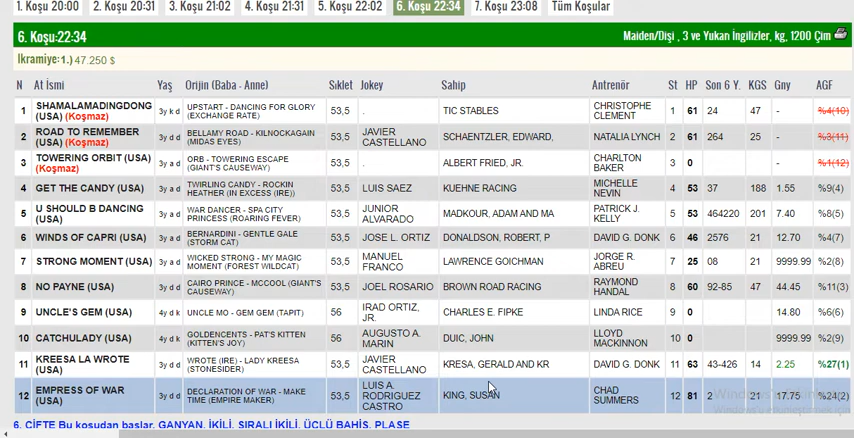 1. Koşu 20:00 2. Koşu 20:31 3. Koşu 21:02 4. Koşu 21:31 5. Koşu 22:02 6. Koşu 22:34 7. Koşu 23:08 Tüm Koşular
6. Koşu:22:34 Maiden/Dişi , 3 ve Yukarı İngilizler, kg, 1200 Çim
İkramiye:1.) 47.250 $
N At İsmi Yaş Orijin (Baba - Anne) Sıklet Jokey Sahip Antrenör St HP Son 6 Y. KGS Gny AGF
1 SHAMALAMADINGDONG (USA) (Koşmaz) 3y k d UPSTART - DANCING FOR GLORY (EXCHANGE RATE) 53,5 . TIC STABLES CHRISTOPHE CLEMENT 1 61 24 47 - %4(10)
2 ROAD TO REMEMBER (USA) (Koşmaz) 3y d d BELLAMY ROAD - KILNOCKAGAIN (MIDAS EYES) 53,5 JAVIER CASTELLANO SCHAENTZLER, EDWARD, NATALIA LYNCH 2 61 264 25 - %3(11)
3 TOWERING ORBIT (USA) (Koşmaz) 3y a d ORB - TOWERING ESCAPE (GIANT'S CAUSEWAY) 53,5 . ALBERT FRIED, JR. CHARLTON BAKER 3 0 - %1(12)
4 GET THE CANDY (USA) 3y d d TWIRLING CANDY - ROCKIN HEATHER (IN EXCESS (IRE)) 53,5 LUIS SAEZ KUEHNE RACING MICHELLE NEVIN 4 53 37 188 1.55 %9(4)
5 U SHOULD B DANCING (USA) 3y a d WAR DANCER - SPA CITY PRINCESS (ROARING FEVER) 53,5 JUNIOR ALVARADO MADKOUR, ADAM AND MA PATRICK J. KELLY 5 53 464220 201 7.40 %8(5)
6 WINDS OF CAPRI (USA) 3y a d BERNARDINI - GENTLE GALE (STORM CAT) 53,5 JOSE L. ORTIZ DONALDSON, ROBERT, P DAVID G. DONK 6 46 2576 21 12.70 %4(7)
7 STRONG MOMENT (USA) 3y a d WICKED STRONG - MY MAGIC MOMENT (FOREST WILDCAT) 53,5 MANUEL FRANCO LAWRENCE GOICHMAN JORGE R. ABREU 7 25 08 21 9999.99 %2(8)
8 NO PAYNE (USA) 3y d d CAIRO PRINCE - MCCOOL (GIANT'S CAUSEWAY) 53,5 JOEL ROSARIO BROWN ROAD RACING RAYMOND HANDAL 8 60 92-85 47 44.45 %11(3)
9 UNCLE'S GEM (USA) 4y d k UNCLE MO - GEM GEM (TAPIT) 56 IRAD ORTIZ, JR. CHARLES E. FIPKE LINDA RICE 9 0 14.80 %6(6)
10 CATCHULADY (USA) 4y d k GOLDENCENTS - PAT'S KITTEN (KITTEN'S JOY) 56 AUGUSTO A. MARIN DUIC, JOHN LLOYD MACKINNON 10 0 9999.99 %2(9)
11 KREESA LA WROTE (USA) 3y d d WROTE (IRE) - LADY KREESA (STONESIDER) 53,5 JAVIER CASTELLANO KRESA, GERALD AND KR DAVID G. DONK 11 63 43-426 14 2.25 %27(1)
12 EMPRESS OF WAR (USA) 3y d d DECLARATION OF WAR - MAKE TIME (EMPIRE MAKER) 53,5 LUIS A. RODRIGUEZ CASTRO KING, SUSAN CHAD SUMMERS 12 81 2 21 17.75 %24(2)
6. ÇİFTE Bu koşudan başlar. GANYAN, İKİLİ, SIRALI İKİLİ, ÜÇLÜ BAHİS, PLASE